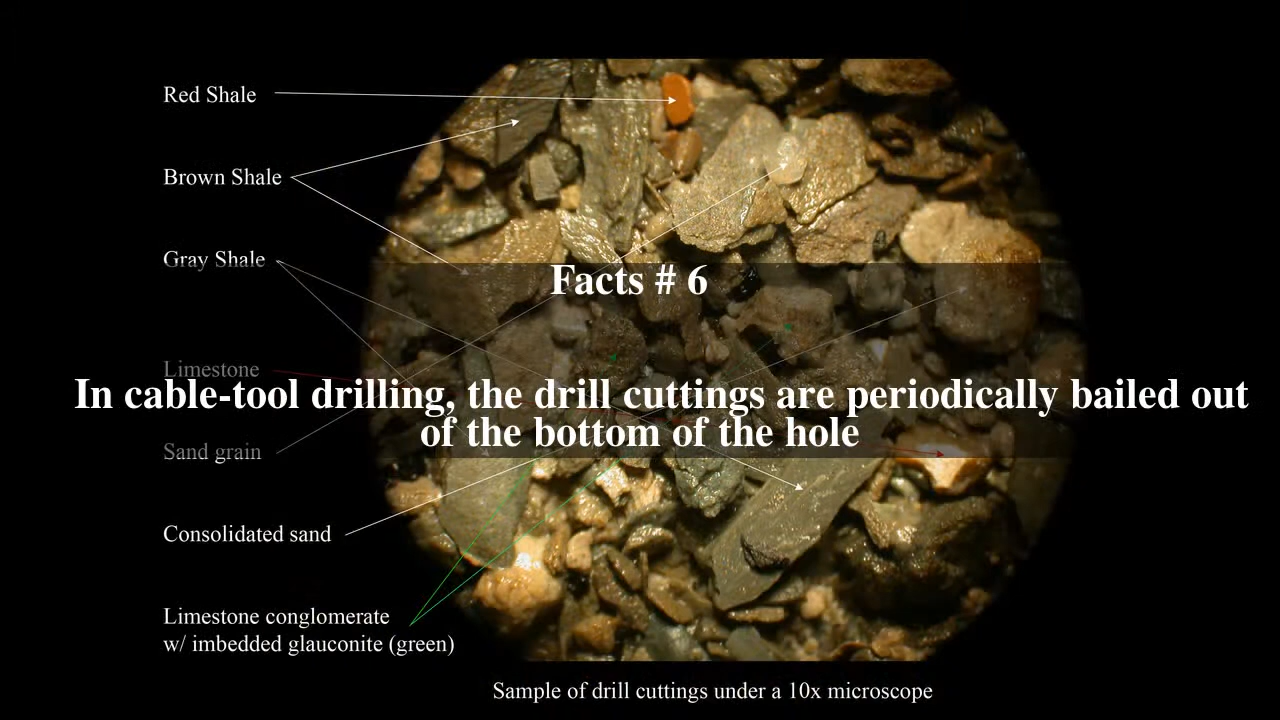 Red Shale
Brown Shale
Gray Shale
Facts # 6
Limestone
In cable-tool drilling, the drill cuttings are periodically bailed out
of the bottom of the hole
Sand grain
Consolidated sand
Limestone conglomerate
w/ imbedded glauconite (green)
Sample of drill cuttings under a 10x microscope